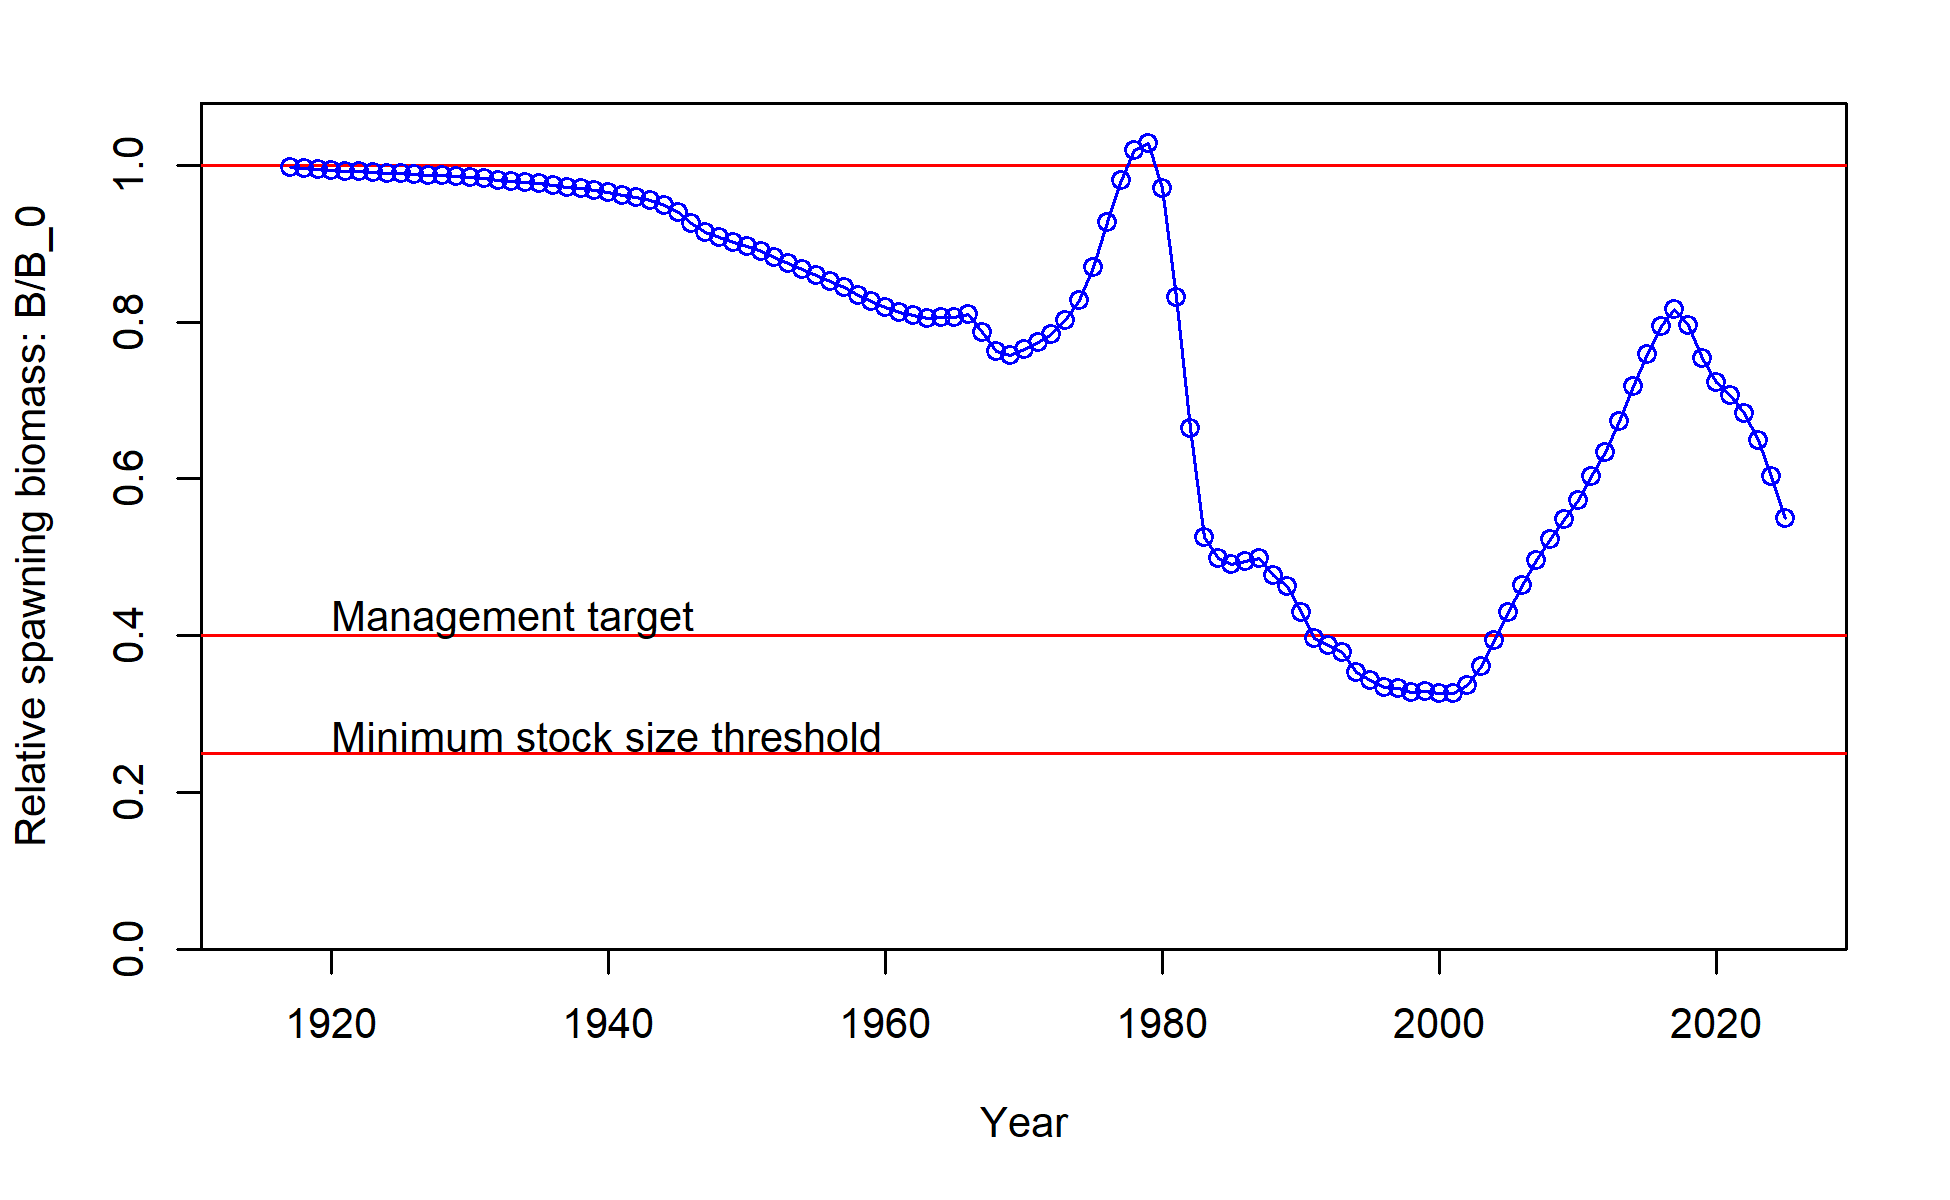 Relative spawning biomass: B/B_0
1.0
0.8
0.6
0.4
0.2
0.0
Management target
Minimum stock size threshold
1920 1940 1960 1980 2000 2020
Year